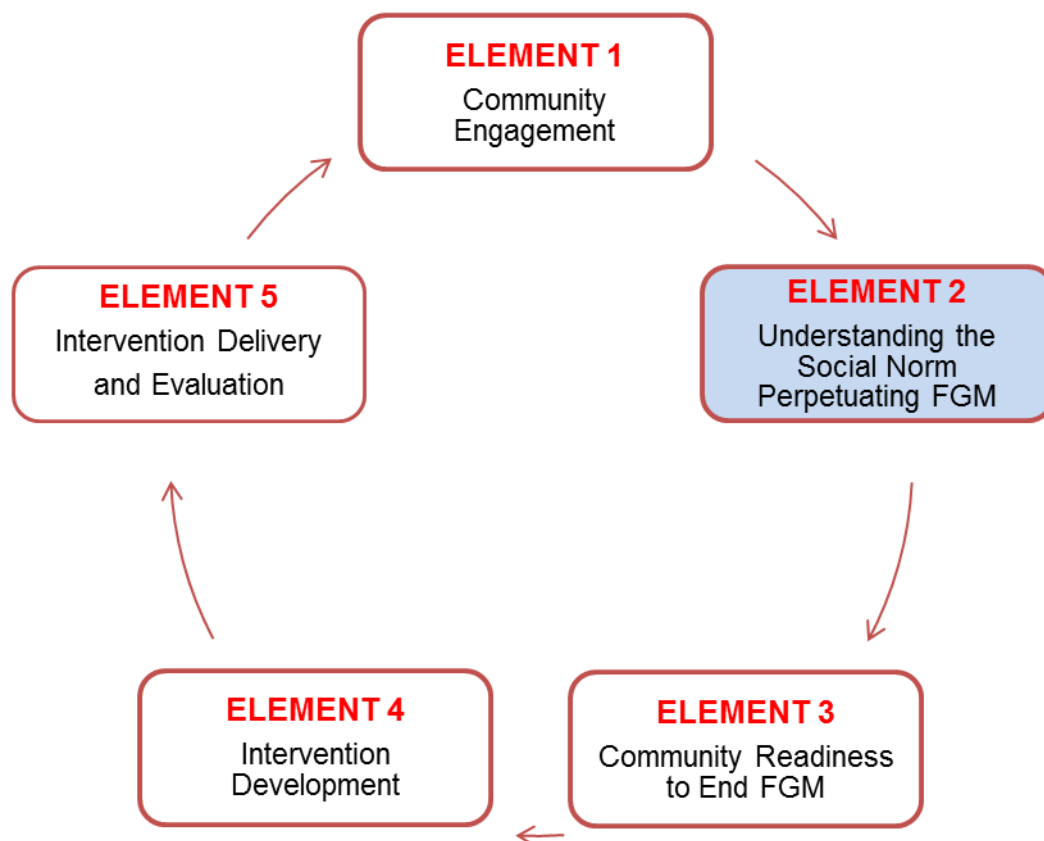 ELEMENT 1
Community
Engagement
ELEMENT 2
Understanding the
Social Norm
Perpetuating FGM
ELEMENT 3
Community Readiness
to End FGM
ELEMENT 4
Intervention
Development
ELEMENT 5
Intervention Delivery
and Evaluation